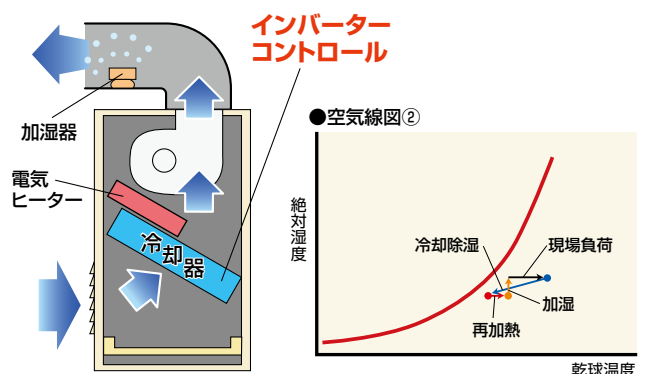 インバーター
コントロール
加湿器
電気
ヒーター
冷却器
●空気線図②
絶対湿度
冷却除湿
現場負荷
加湿
再加熱
乾球温度